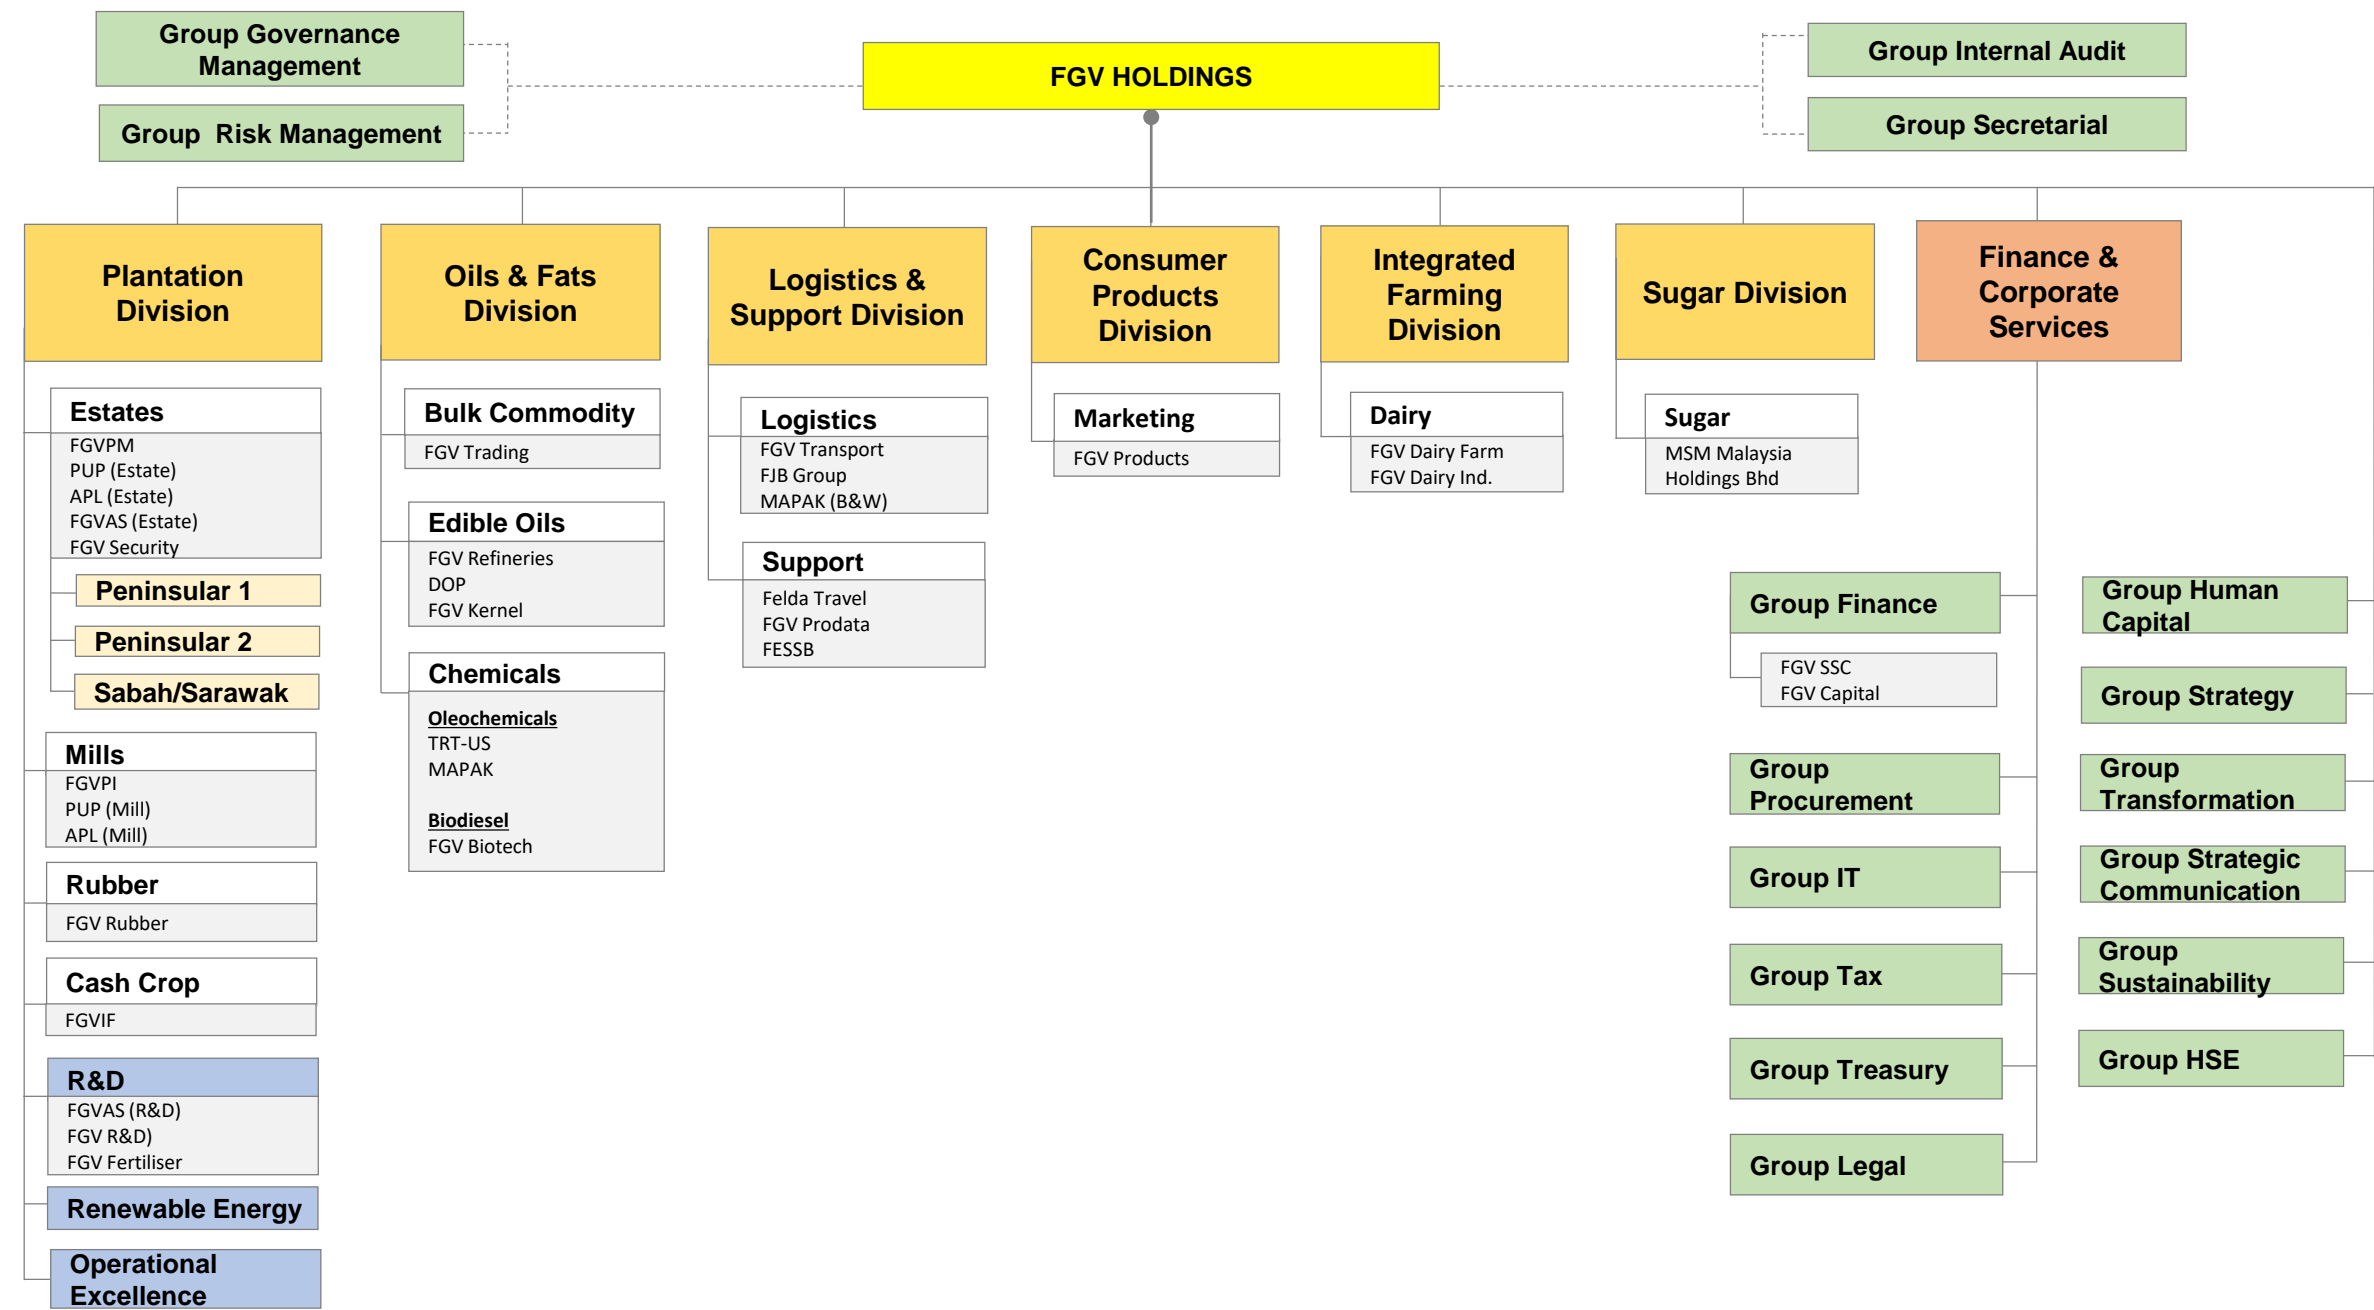 Group Governance
Management
Group  Risk Management
FGV HOLDINGS
Group Internal Audit
Group Secretarial
Plantation
Division
Estates
FGVPM
PUP (Estate)
APL (Estate)
FGVAS (Estate)
FGV Security
Peninsular 1
Peninsular 2
Sabah/Sarawak
Mills
FGVPI
PUP (Mill)
APL (Mill)
Rubber
FGV Rubber
Cash Crop
FGVIF
R&D
FGVAS (R&D)
FGV R&D)
FGV Fertiliser
Renewable Energy
Operational
Excellence
Oils & Fats
Division
Bulk Commodity
FGV Trading
Edible Oils
FGV Refineries
DOP
FGV Kernel
Chemicals
Oleochemicals
TRT-US
MAPAK
Biodiesel
FGV Biotech
Logistics &
Support Division
Logistics
FGV Transport
FJB Group
MAPAK (B&W)
Support
Felda Travel
FGV Prodata
FESSB
Consumer
Products
Division
Marketing
FGV Products
Integrated
Farming
Division
Dairy
FGV Dairy Farm
FGV Dairy Ind.
Sugar Division
Sugar
MSM Malaysia
Holdings Bhd
Finance &
Corporate
Services
Group Finance
FGV SSC
FGV Capital
Group
Procurement
Group IT
Group Tax
Group Treasury
Group Legal
Group Human
Capital
Group Strategy
Group
Transformation
Group Strategic
Communication
Group
Sustainability
Group HSE